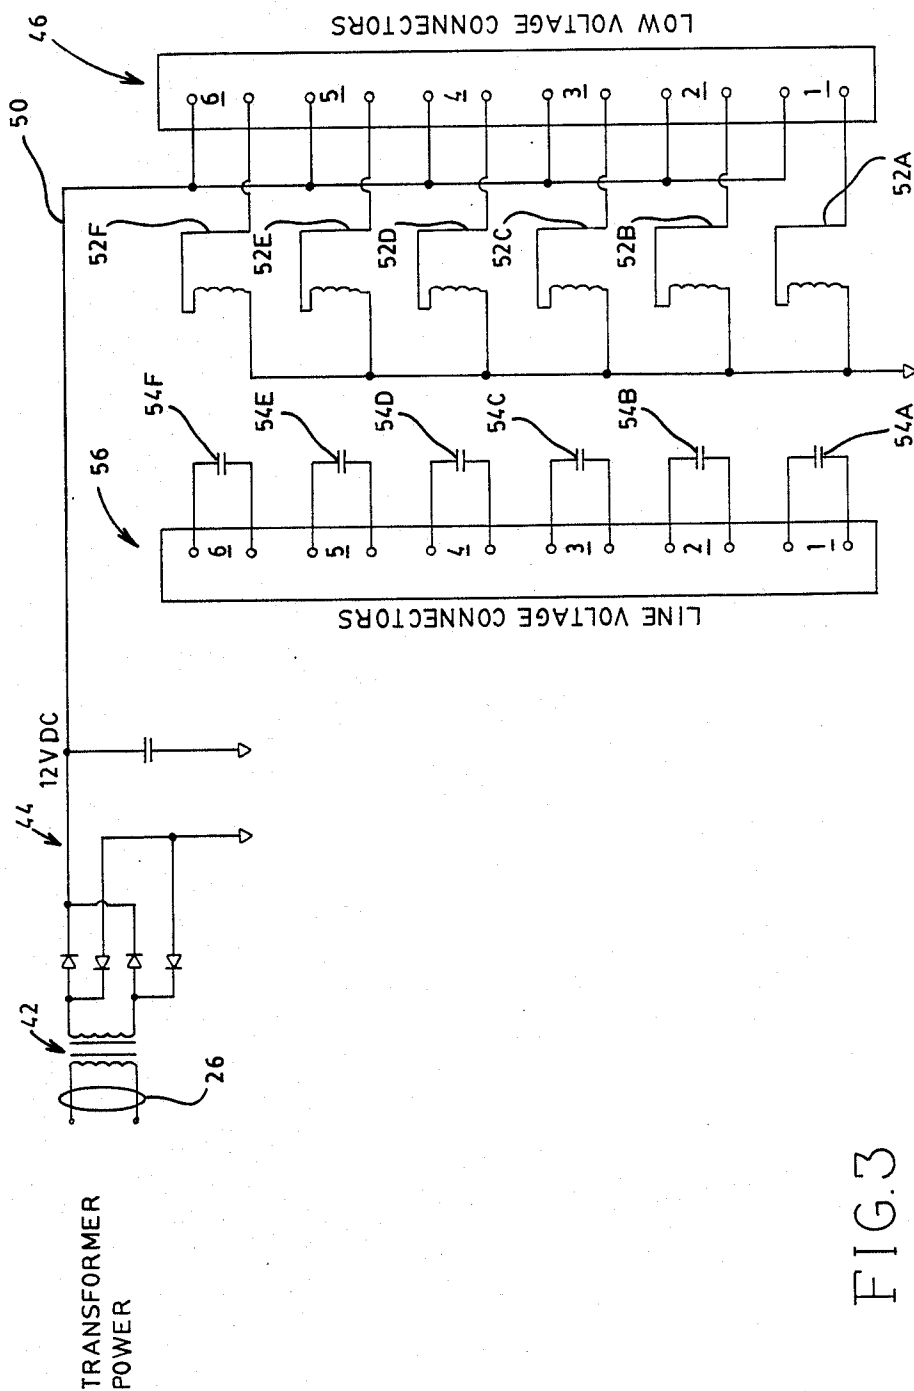 TRANSFORMER
POWER
26
42
44
12V DC
50
46
56
54F
54E
54D
54C
54B
54A
52F
52E
52D
52C
52B
52A
LINE VOLTAGE CONNECTORS
6
5
4
3
2
1
LOW VOLTAGE CONNECTORS
6
5
4
3
2
1
FIG.3